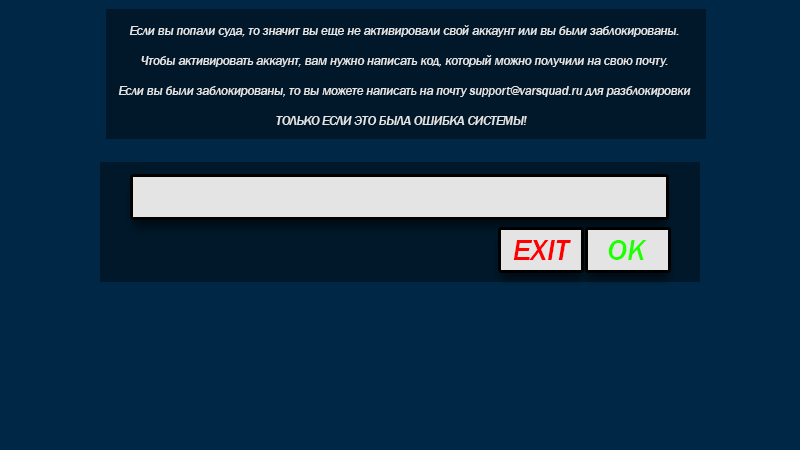 Если вы попали суда, то значит вы еще не активировали свой аккаунт или вы были заблокированы.
Чтобы активировать аккаунт, вам нужно написать код, который можно получили на свою почту.
Если вы были заблокированы, то вы можете написать на почту support@varsquad.ru для разблокировки
ТОЛЬКО ЕСЛИ ЭТО БЫЛА ОШИБКА СИСТЕМЫ!
EXIT OK